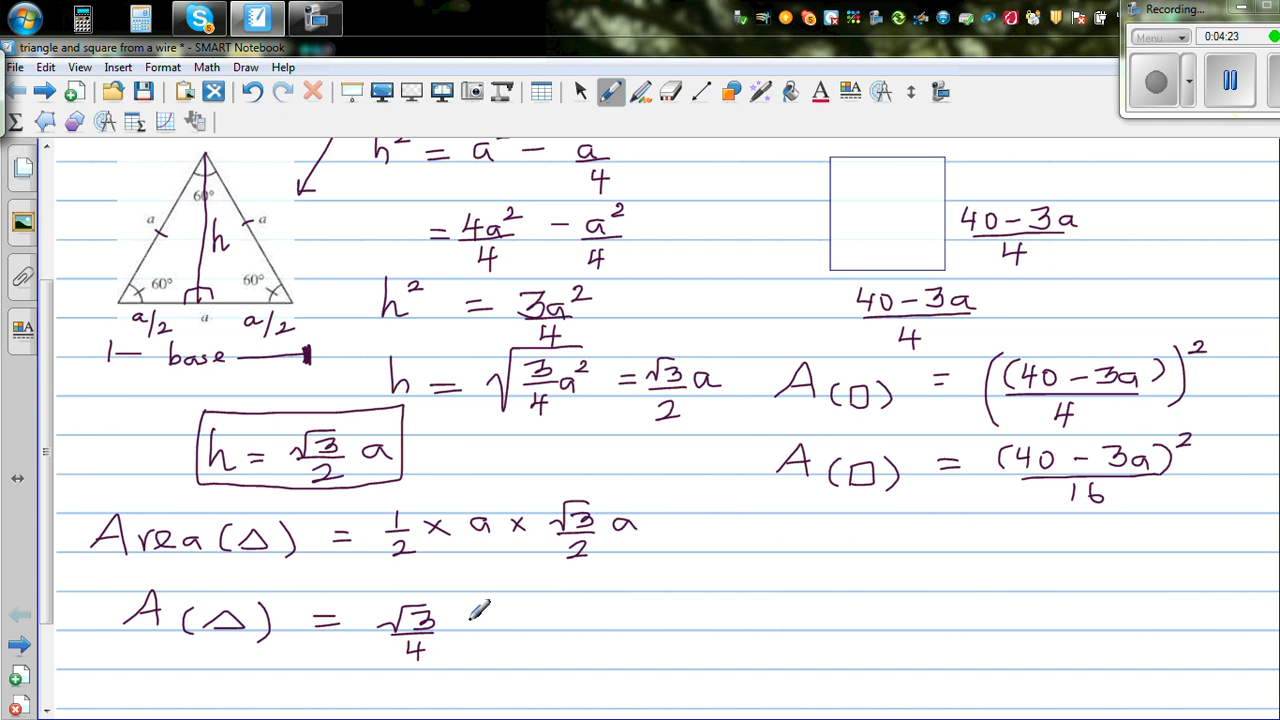 Recording...
triangle and square from a wire * - SMART Notebook
Menu
0:04:23
File Edit View Insert Format Math Draw Help
h² = a² - a/4
60°
a a
h
60° 60°
a/2 a a/2
base
= 4a²/4 - a²/4
h² = 3a²/4
h = √(3/4 a²) = √3/2 a
h = √3/2 a
Area(△) = 1/2 × a × √3/2 a
A(△) = √3/4
40-3a/4
40-3a/4
A(□) = ((40-3a)/4)²
A(□) = (40-3a)²/16